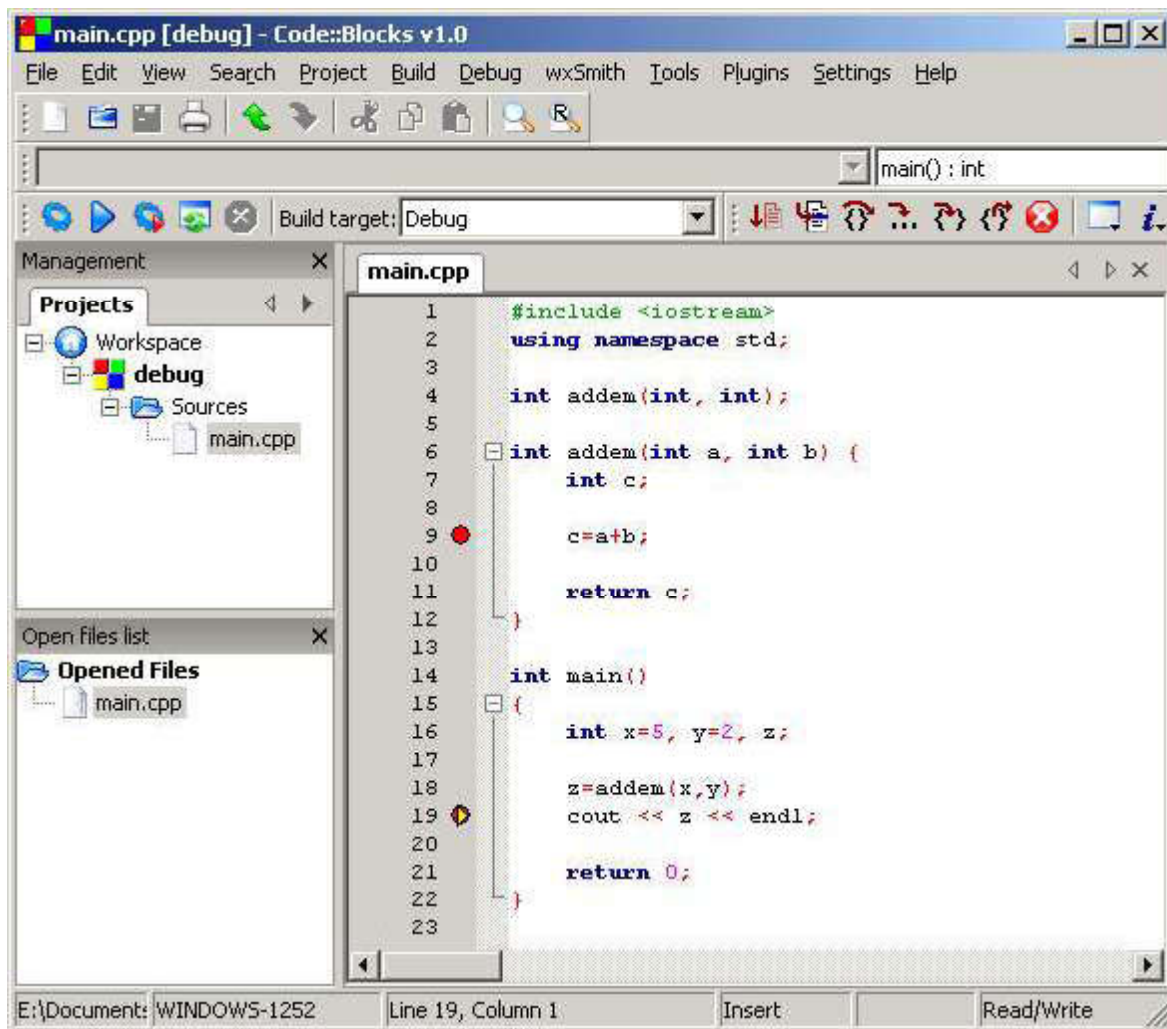 main.cpp [debug] - Code::Blocks v1.0
File Edit View Search Project Build Debug wxSmith Tools Plugins Settings Help
main() : int
Build target: Debug
Management
Projects
Workspace
debug
Sources
main.cpp
Open files list
Opened Files
main.cpp
main.cpp
1 #include <iostream>
2 using namespace std;
3
4 int addem(int, int);
5
6 int addem(int a, int b) {
7 int c;
8
9 c=a+b;
10
11 return c;
12 }
13
14 int main()
15 {
16 int x=5, y=2, z;
17
18 z=addem(x,y);
19 cout << z << endl;
20
21 return 0;
22 }
23
E:\Documents WINDOWS-1252 Line 19, Column 1 Insert Read/Write